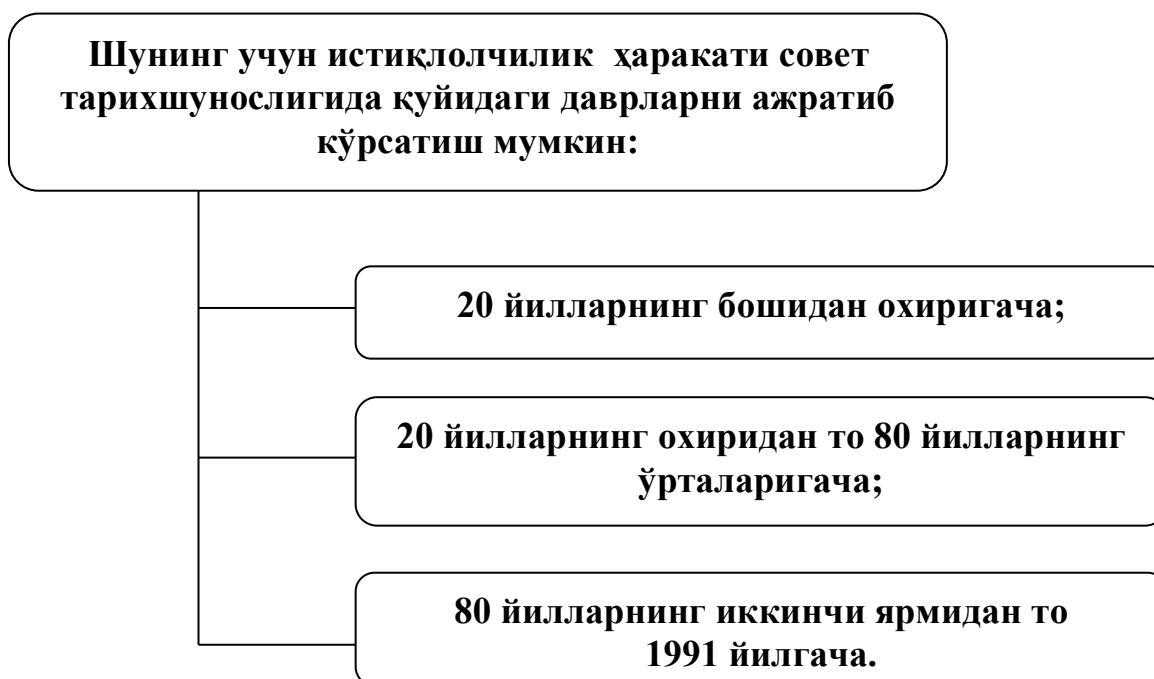 Шунинг учун истиқлолчилик ҳаракати совет
тарихшунослигида қуйидаги даврларни ажратиб
кўрсатиш мумкин:
20 йилларнинг бошидан охиригача;
20 йилларнинг охиридан то 80 йилларнинг
ўрталаригача;
80 йилларнинг иккинчи ярмидан то
1991 йилгача.